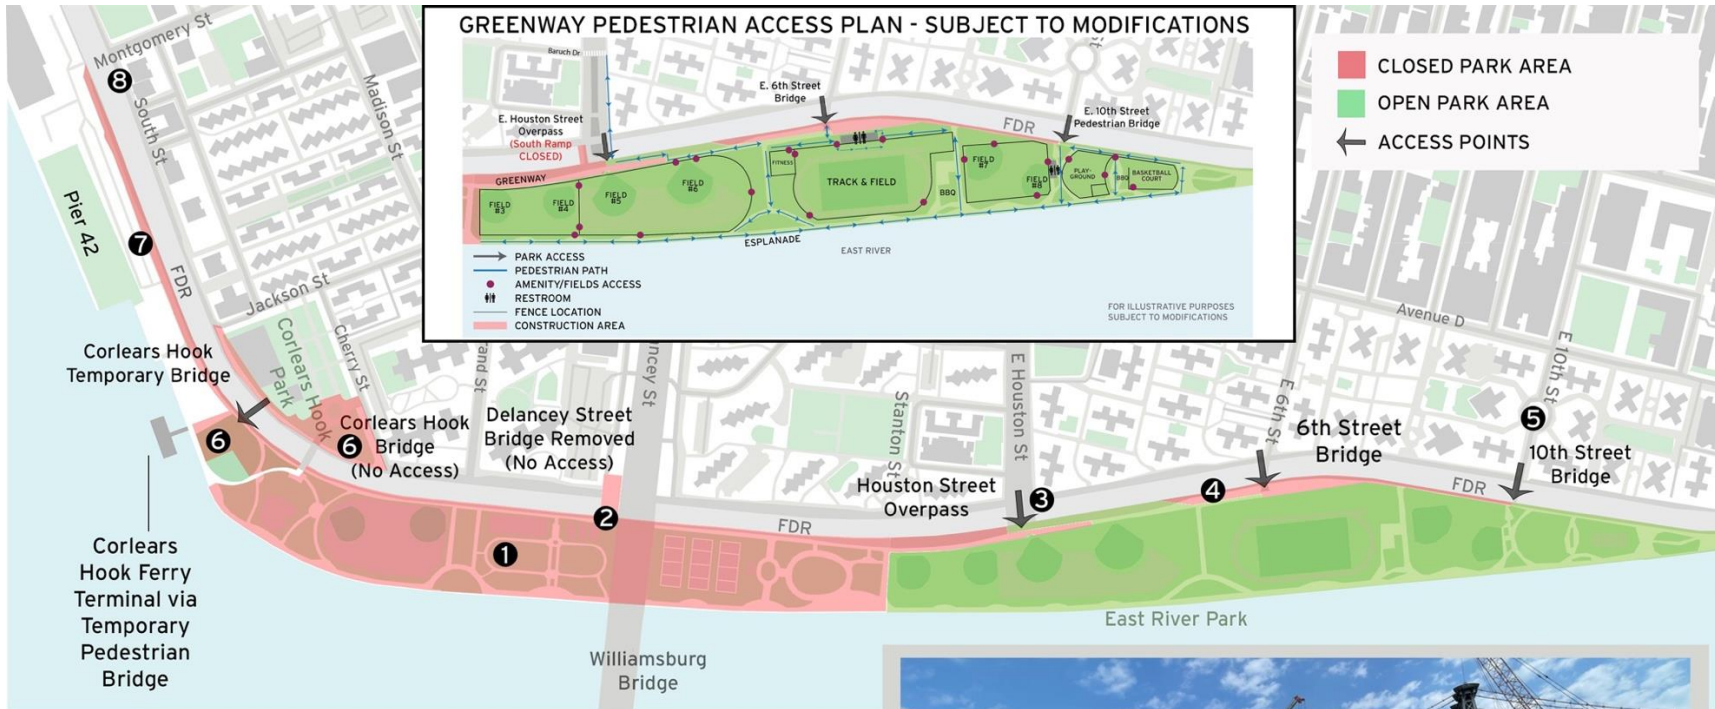 GREENWAY PEDESTRIAN ACCESS PLAN - SUBJECT TO MODIFICATIONS
Baruch Dr
E. Houston Street
Overpass
(South Ramp
CLOSED)
E. 6th Street
Bridge
E. 10th Street
Pedestrian Bridge
FDR
GREENWAY
FIELD
#3
FIELD
#4
FIELD
#5
FIELD
#6
FITNESS
TRACK & FIELD
BBQ
FIELD
#7
FIELD
#8
PLAY-
GROUND
BBQ
BASKETBALL
COURT
ESPLANADE
EAST RIVER
PARK ACCESS
PEDESTRIAN PATH
AMENITY/FIELDS ACCESS
RESTROOM
FENCE LOCATION
CONSTRUCTION AREA
FOR ILLUSTRATIVE PURPOSES
SUBJECT TO MODIFICATIONS
CLOSED PARK AREA
OPEN PARK AREA
ACCESS POINTS
Montgomery St
8
South St
Madison St
Pier 42
7
FDR
Jackson St
Corlears Hook
Park
Cherry St
Corlears Hook
Temporary Bridge
6
Corlears Hook
Bridge
(No Access)
6
Delancey Street
Bridge Removed
(No Access)
2
1
FDR
Stanton St
E Houston St
Houston Street
Overpass
3
4
E 6th St
6th Street
Bridge
Avenue D
E 10th St
5
10th Street
Bridge
FDR
Corlears
Hook Ferry
Terminal via
Temporary
Pedestrian
Bridge
Williamsburg
Bridge
East River Park